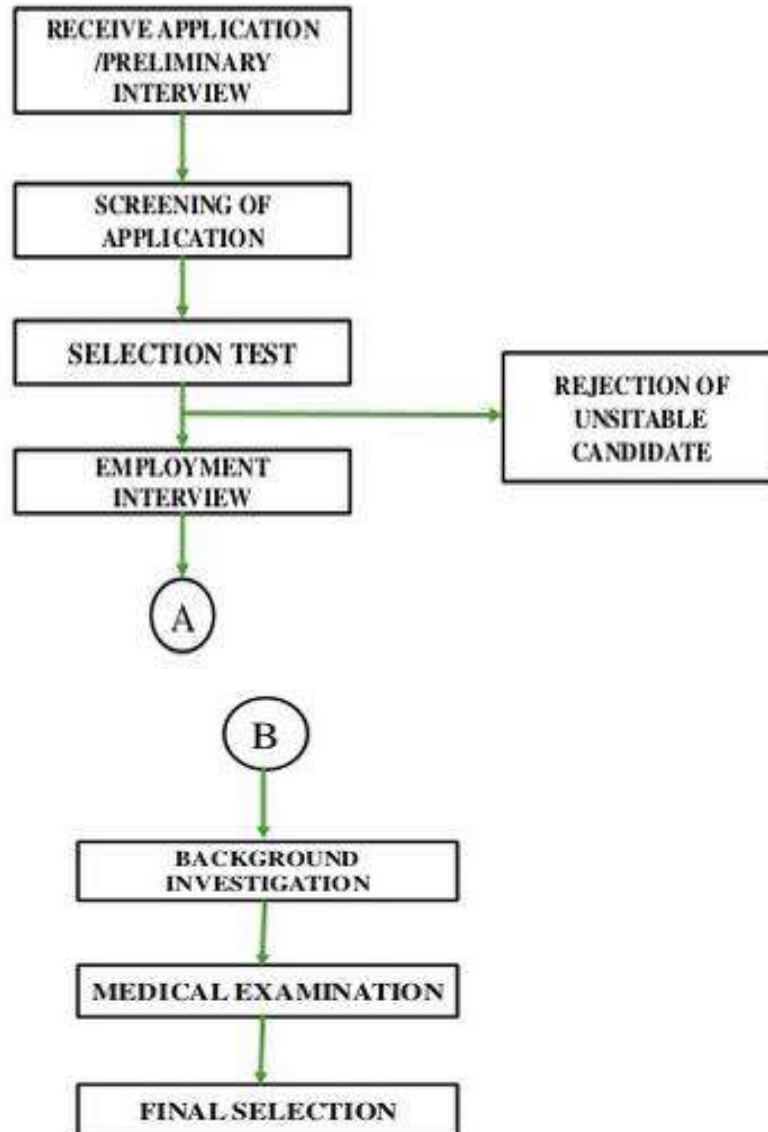 RECEIVE APPLICATION
/PRELIMINARY
INTERVIEW
SCREENING OF
APPLICATION
SELECTION TEST
REJECTION OF
UNSITABLE
CANDIDATE
EMPLOYMENT
INTERVIEW
A
B
BACKGROUND
INVESTIGATION
MEDICAL EXAMINATION
FINAL SELECTION